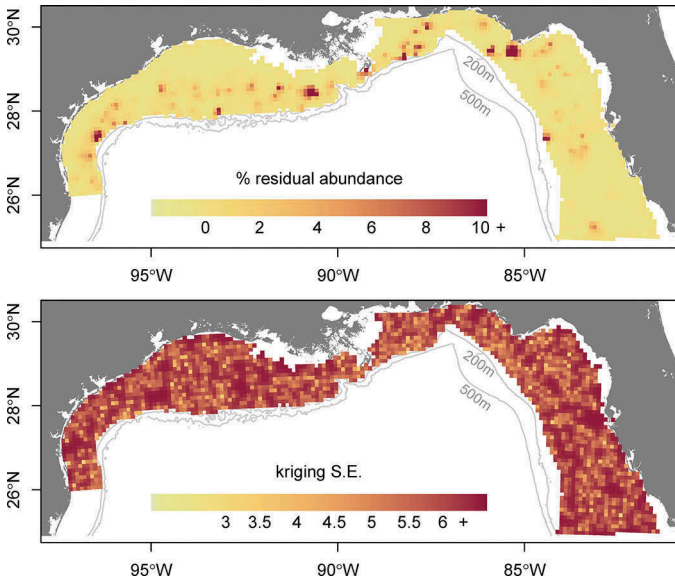 30°N
28°N
26°N
200m
500m
% residual abundance
0 2 4 6 8 10 +
95°W 90°W 85°W
30°N
28°N
26°N
200m
500m
kriging S.E.
3 3.5 4 4.5 5 5.5 6 +
95°W 90°W 85°W